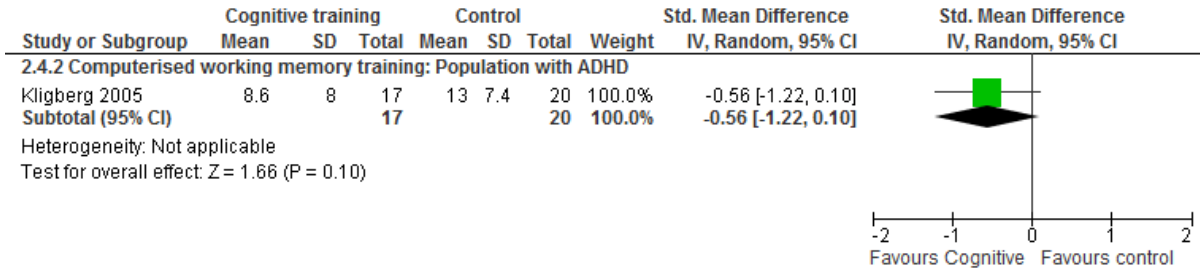 Cognitive training Control Std. Mean Difference Std. Mean Difference
Study or Subgroup Mean SD Total Mean SD Total Weight IV, Random, 95% CI IV, Random, 95% CI
2.4.2 Computerised working memory training: Population with ADHD
Kligberg 2005 8.6 8 17 13 7.4 20 100.0% -0.56 [-1.22, 0.10]
Subtotal (95% CI) 17 20 100.0% -0.56 [-1.22, 0.10]
Heterogeneity: Not applicable
Test for overall effect: Z = 1.66 (P = 0.10)
-2 -1 0 1 2
Favours Cognitive Favours control